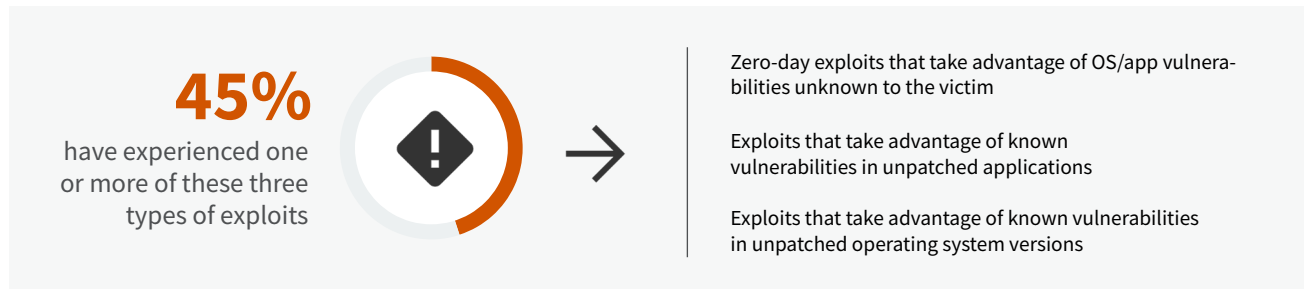 45%
have experienced one
or more of these three
types of exploits
Zero-day exploits that take advantage of OS/app vulnera-
bilities unknown to the victim
Exploits that take advantage of known
vulnerabilities in unpatched applications
Exploits that take advantage of known vulnerabilities
in unpatched operating system versions